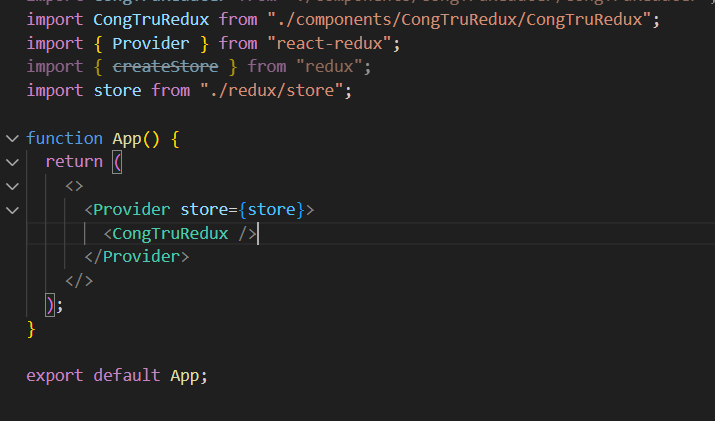 import CongTruRedux from "./components/CongTruRedux/CongTruRedux";
import { Provider } from "react-redux";
import { createStore } from "redux";
import store from "./redux/store";
function App() {
return (
<>
<Provider store={store}>
<CongTruRedux />
</Provider>
</>
);
}
export default App;